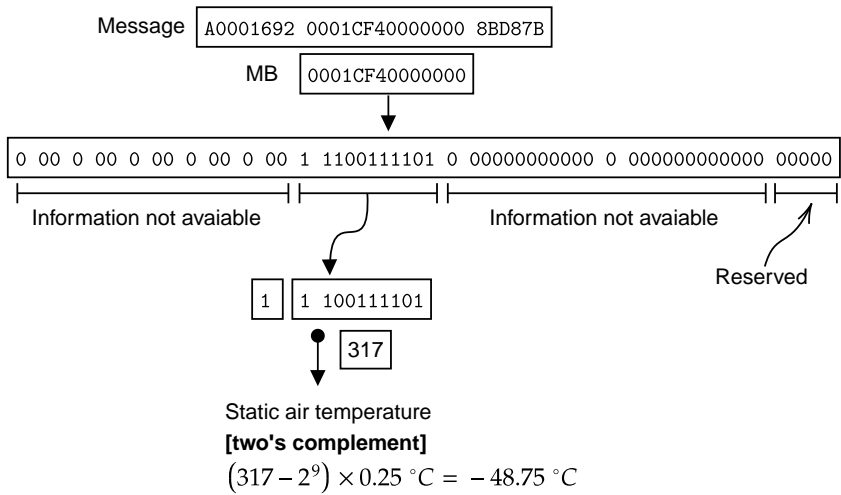 Message A0001692 0001CF40000000 8BD87B
MB 0001CF40000000
0 00 0 00 0 00 0 00 0 00 1 1100111101 0 00000000000 0 000000000000 00000
Information not avaiable Information not avaiable
Reserved
1 1 100111101
317
Static air temperature
[two's complement]
(317 − 2⁹) × 0.25 °C = − 48.75 °C